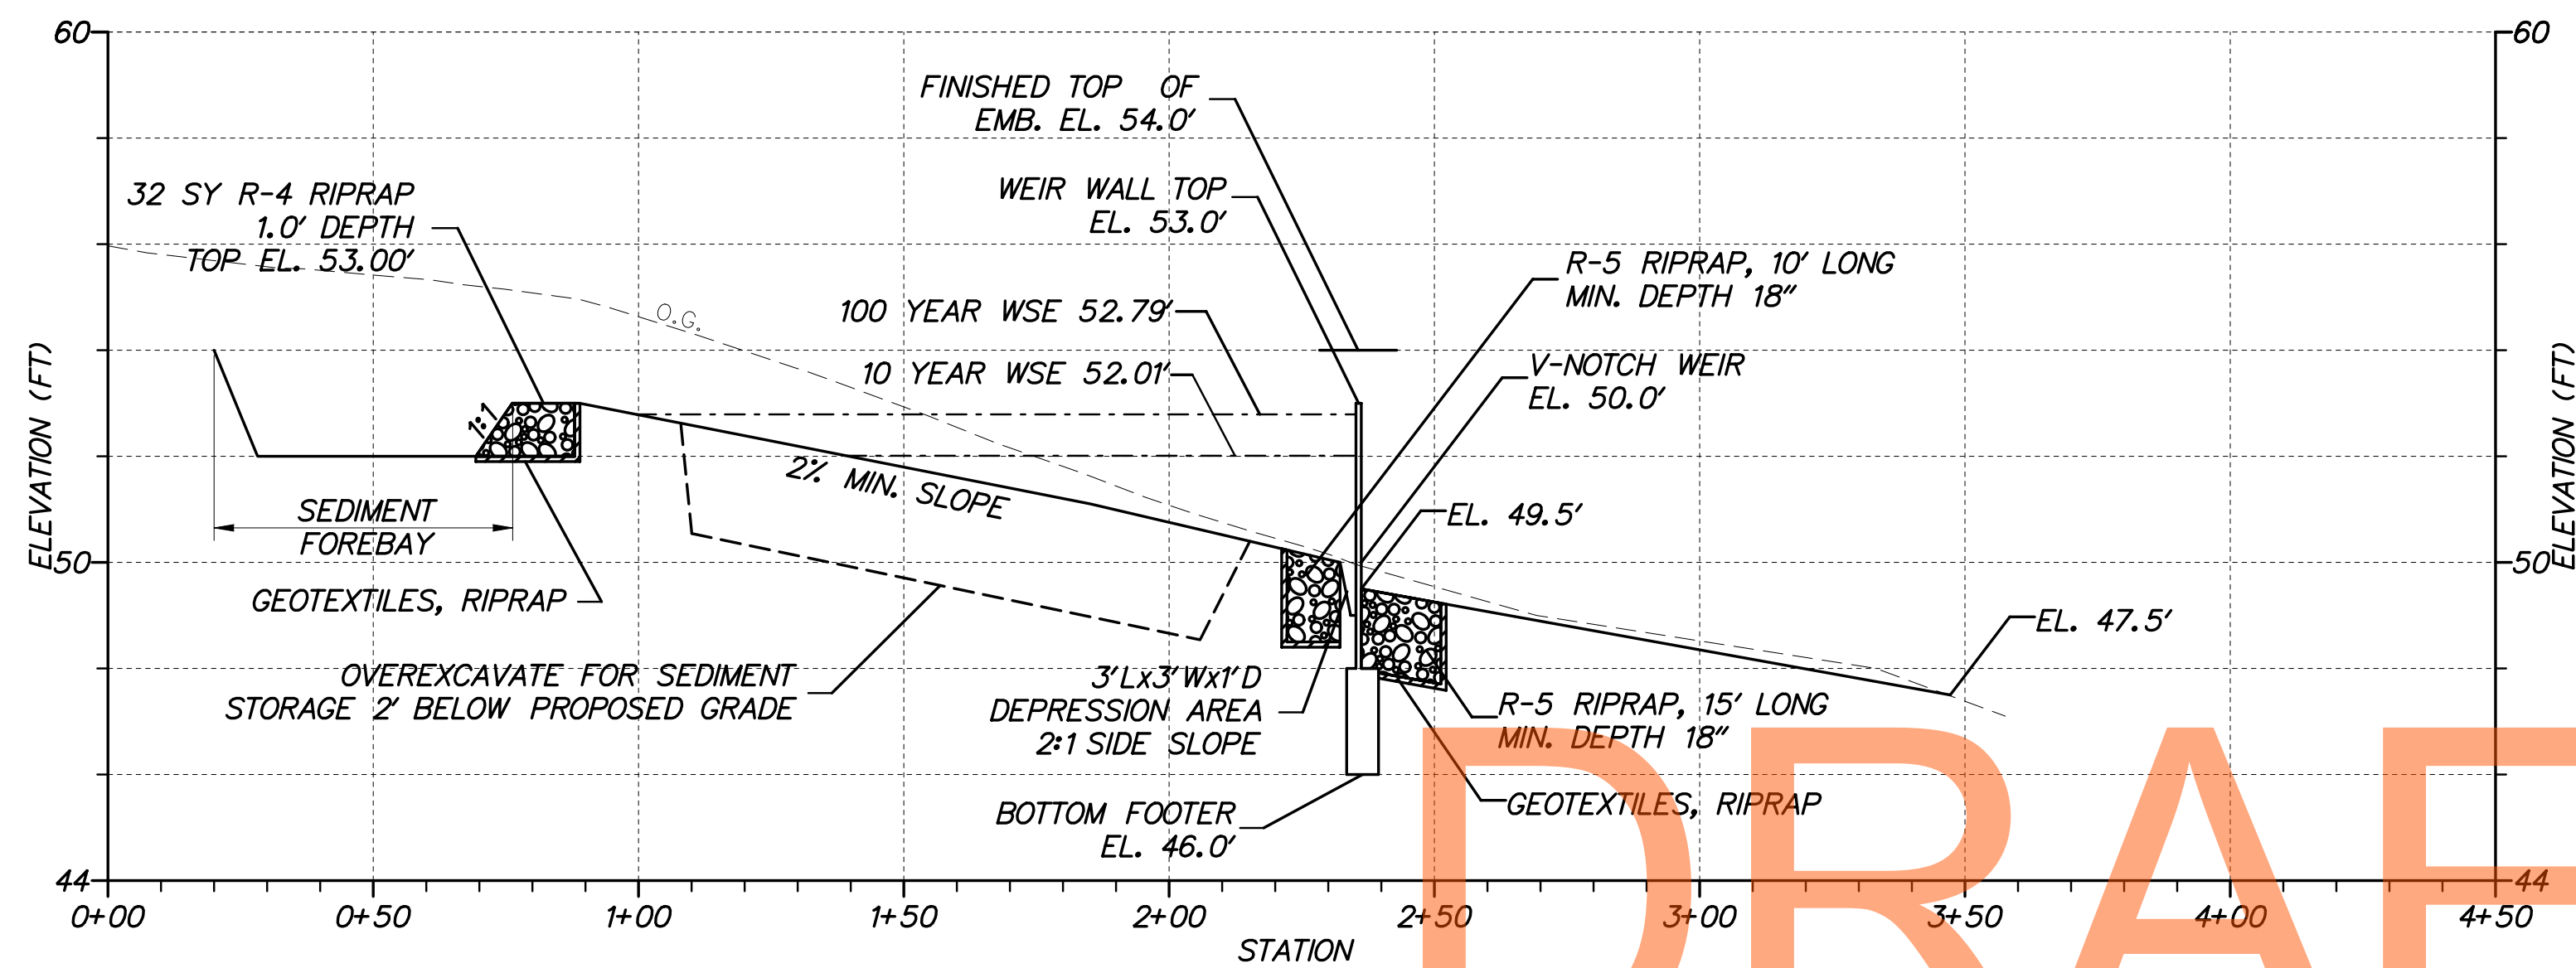 60
60
FINISHED TOP OF
EMB. EL. 54.0'
32 SY R-4 RIPRAP
1.0' DEPTH
TOP EL. 53.00'
WEIR WALL TOP
EL. 53.0'
R-5 RIPRAP, 10' LONG
MIN. DEPTH 18"
O.G.
100 YEAR WSE 52.79'
10 YEAR WSE 52.01'
V-NOTCH WEIR
EL. 50.0'
1:1
2% MIN. SLOPE
ELEVATION (FT)
ELEVATION (FT)
SEDIMENT
FOREBAY
EL. 49.5'
50
50
GEOTEXTILES, RIPRAP
EL. 47.5'
OVEREXCAVATE FOR SEDIMENT
STORAGE 2' BELOW PROPOSED GRADE
3'Lx3'Wx1'D
DEPRESSION AREA
2:1 SIDE SLOPE
R-5 RIPRAP, 15' LONG
MIN. DEPTH 18"
BOTTOM FOOTER
EL. 46.0'
GEOTEXTILES, RIPRAP
DRAF
44
44
0+00 0+50 1+00 1+50 2+00 2+50 3+00 3+50 4+00 4+50
STATION